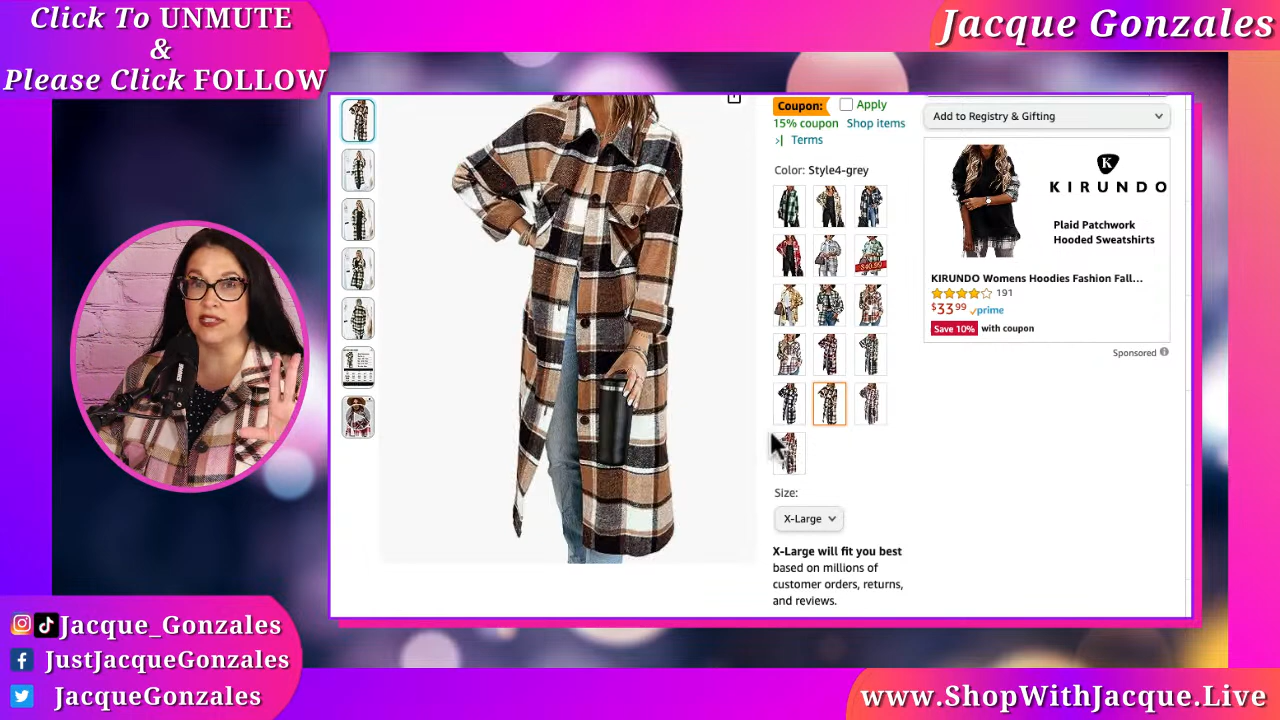 Click To UNMUTE
&
Please Click FOLLOW
Jacque Gonzales
Coupon: Apply
15% coupon Shop items
>| Terms
Color: Style4-grey
$40.99
Size:
X-Large
X-Large will fit you best
based on millions of
customer orders, returns,
and reviews.
Add to Registry & Gifting
K
KIRUNDO
Plaid Patchwork
Hooded Sweatshirts
KIRUNDO Womens Hoodies Fashion Fall...
191
$33 99 prime
Save 10% with coupon
Sponsored
Jacque_Gonzales
JustJacqueGonzales
JacqueGonzales
www.ShopWithJacque.Live